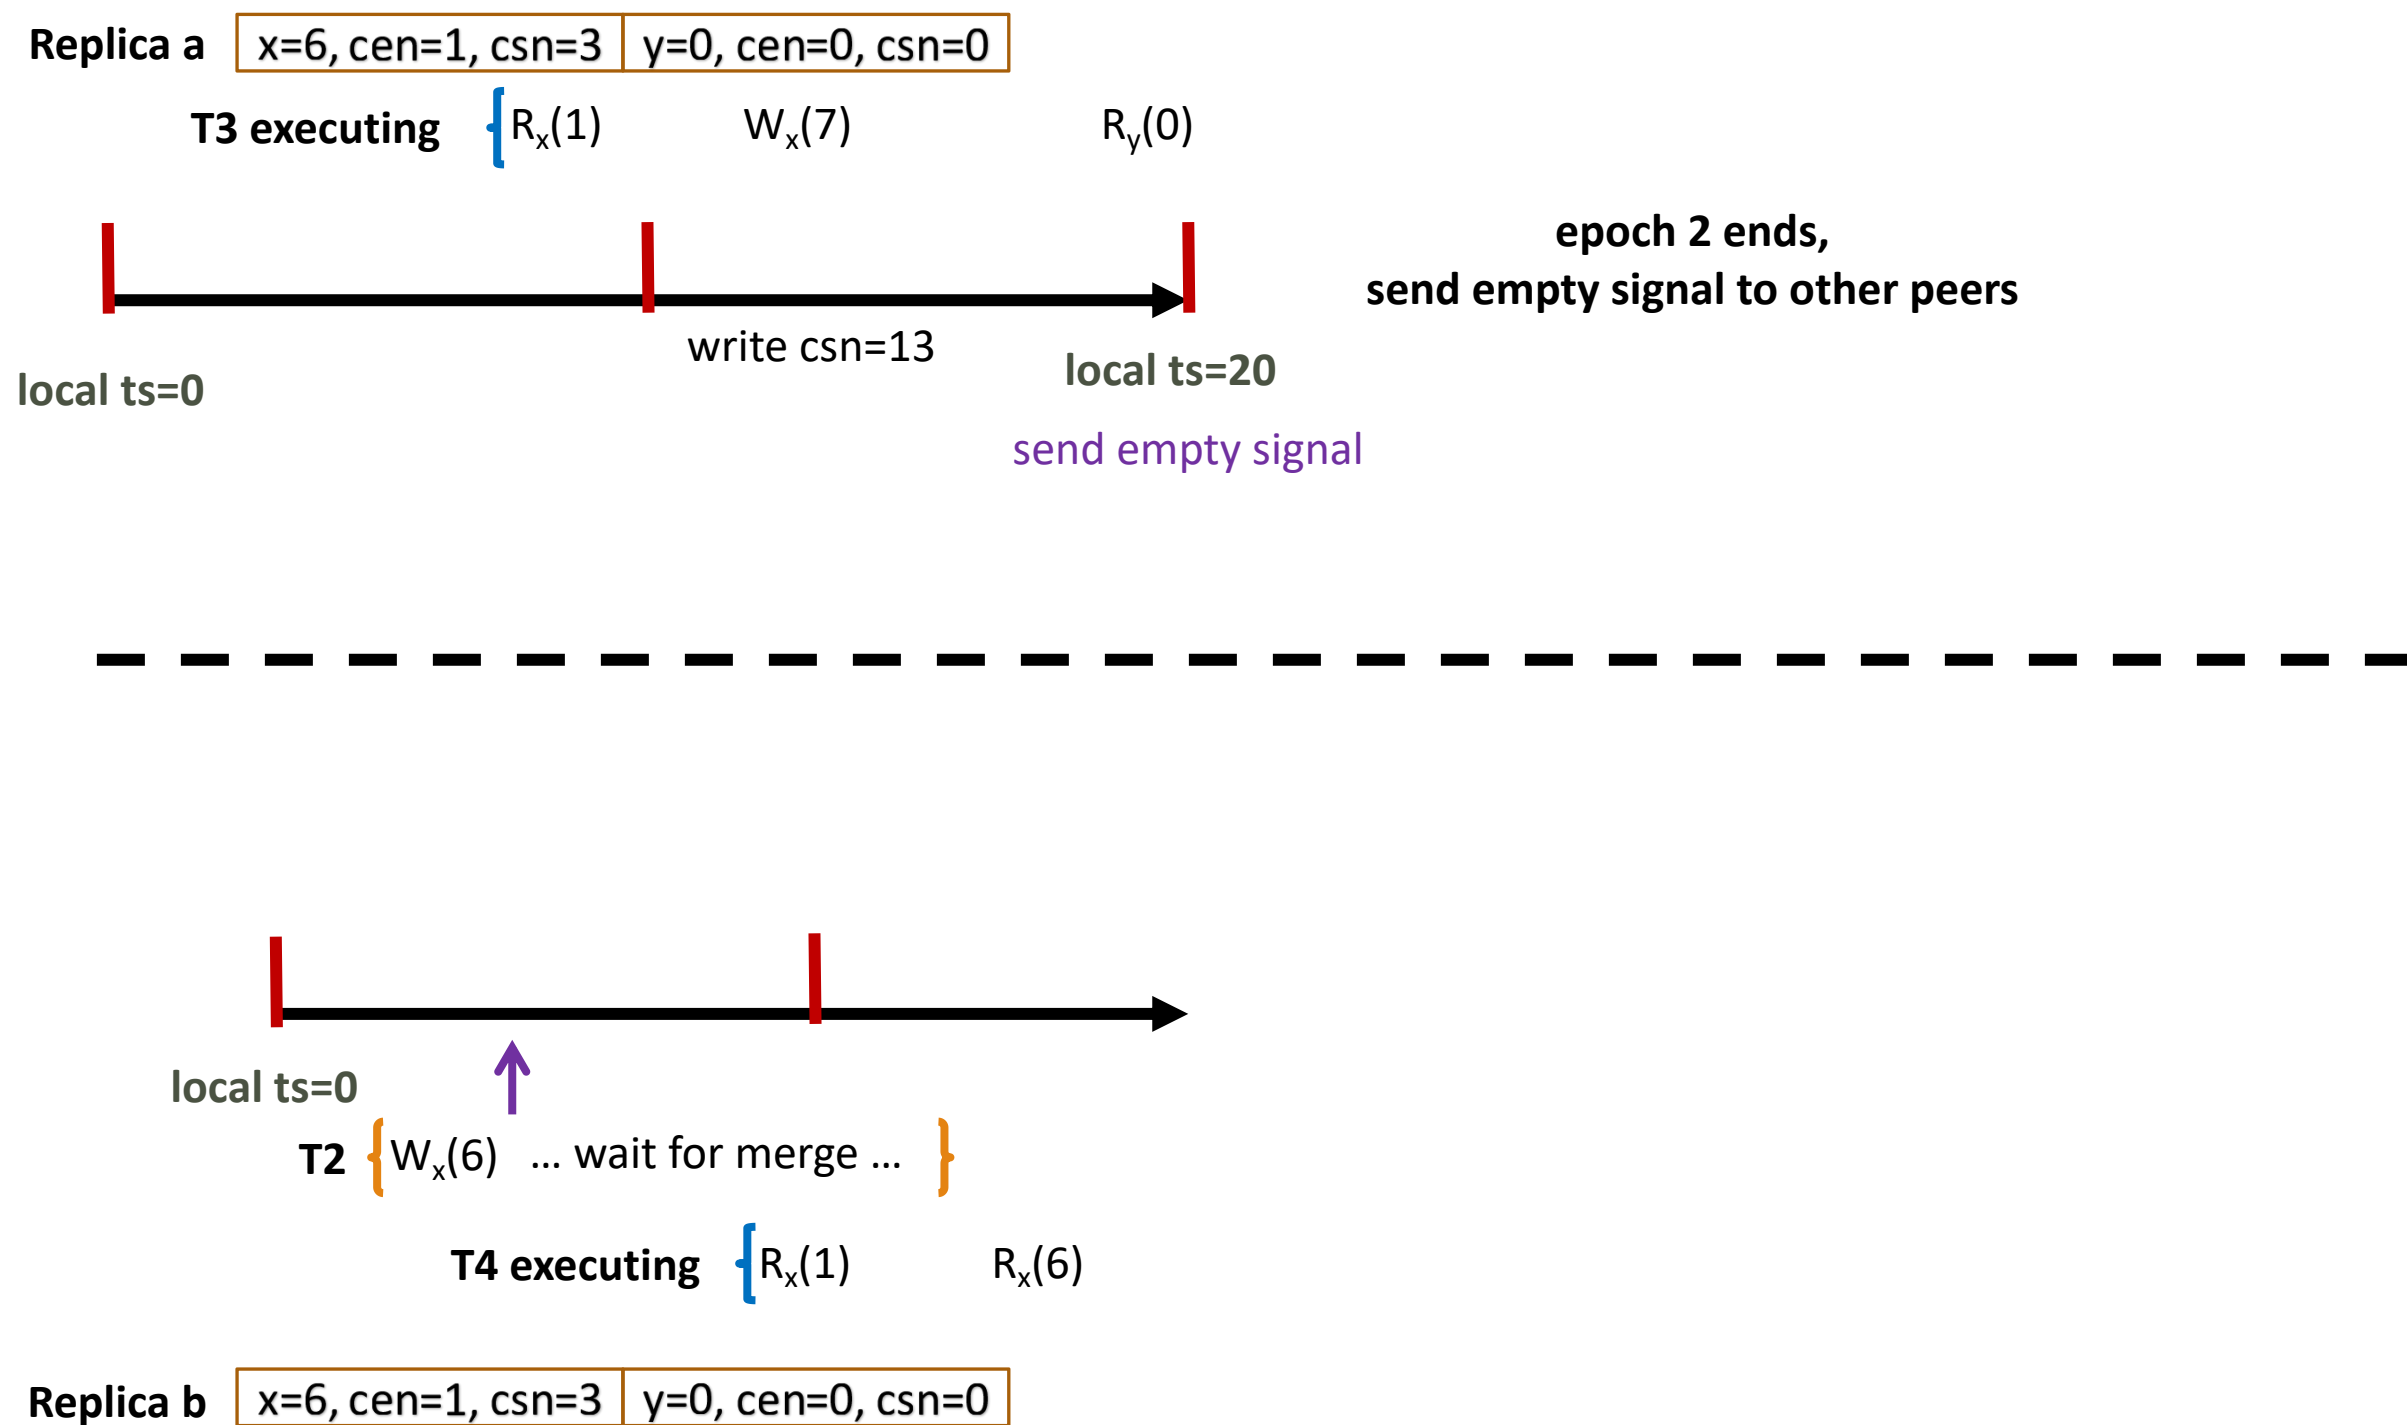 Replica a x=6, cen=1, csn=3 y=0, cen=0, csn=0
T3 executing Rx(1) Wx(7) Ry(0)
epoch 2 ends,
send empty signal to other peers
write csn=13
local ts=0 local ts=20
send empty signal
local ts=0
T2 { Wx(6) ... wait for merge ... }
T4 executing Rx(1) Rx(6)
Replica b x=6, cen=1, csn=3 y=0, cen=0, csn=0